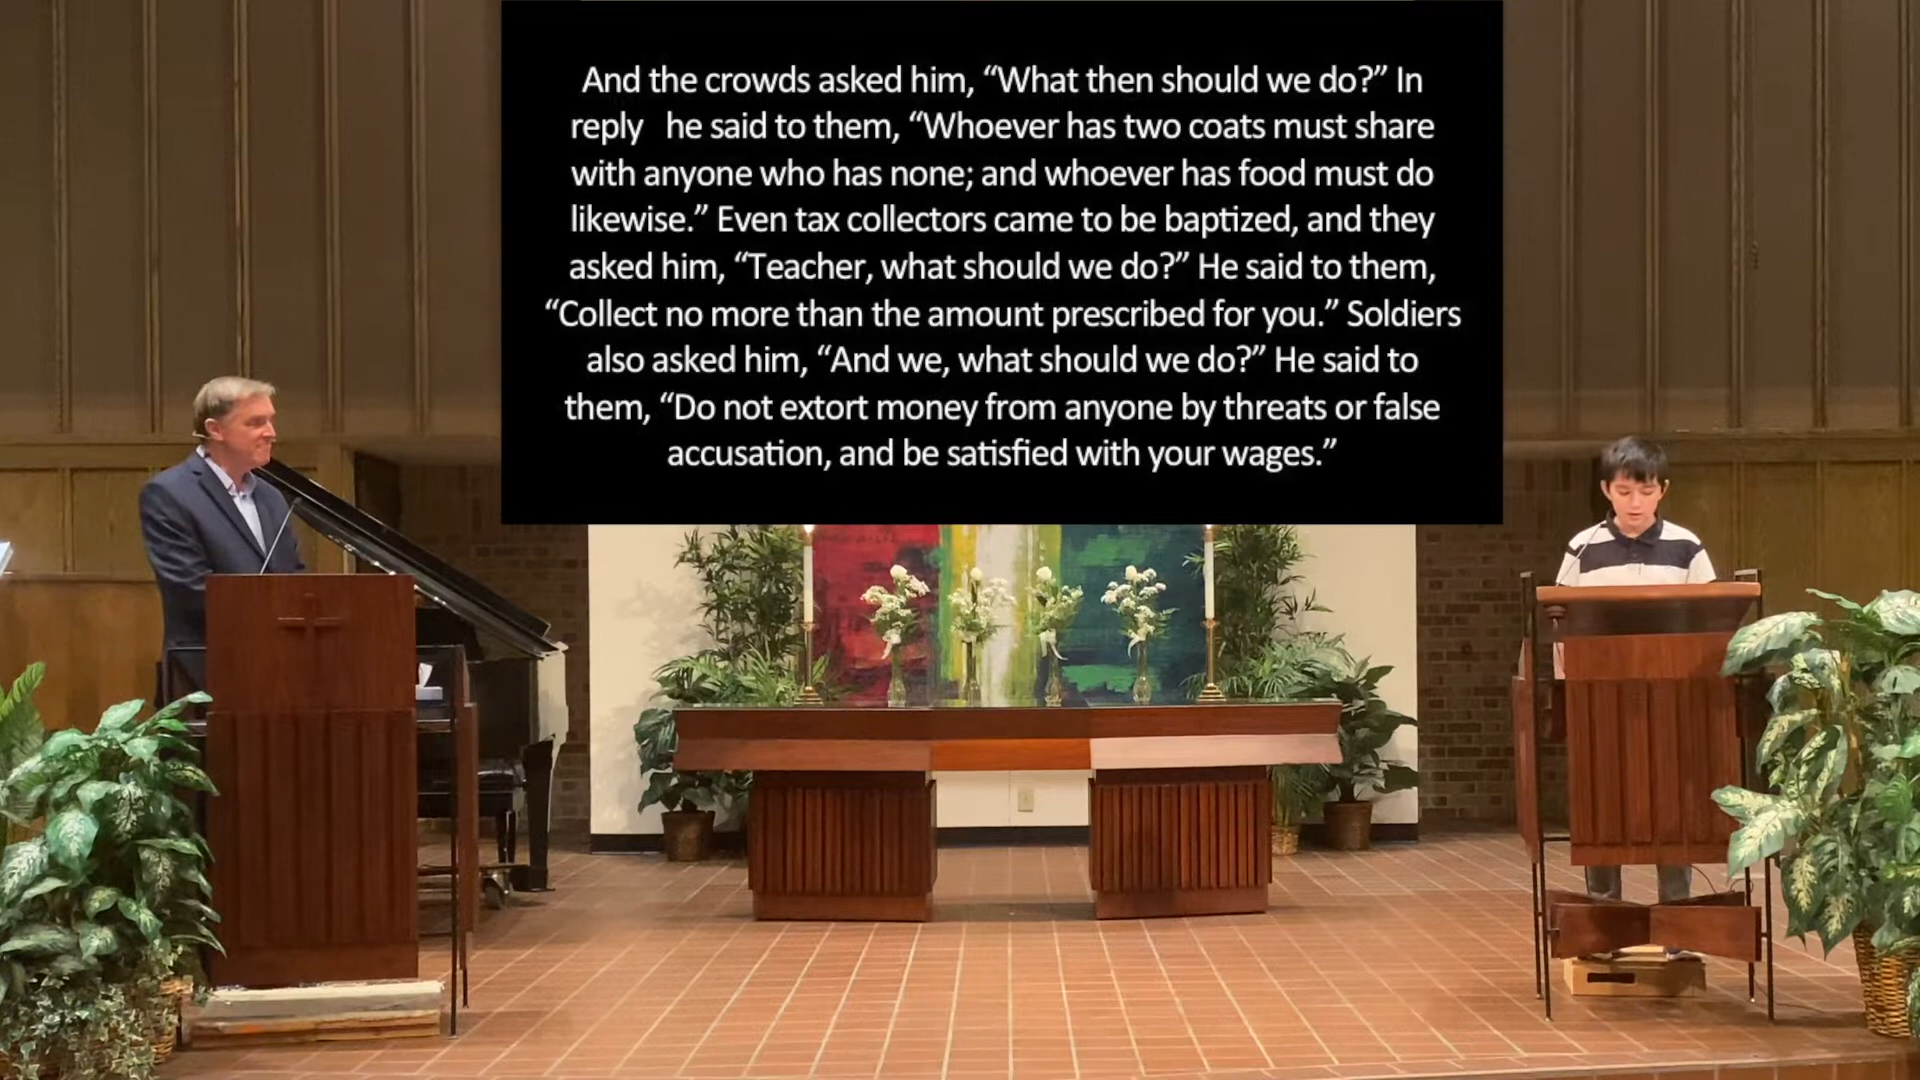 And the crowds asked him, “What then should we do?” In
reply   he said to them, “Whoever has two coats must share
with anyone who has none; and whoever has food must do
likewise.” Even tax collectors came to be baptized, and they
asked him, “Teacher, what should we do?” He said to them,
“Collect no more than the amount prescribed for you.” Soldiers
also asked him, “And we, what should we do?” He said to
them, “Do not extort money from anyone by threats or false
accusation, and be satisfied with your wages.”